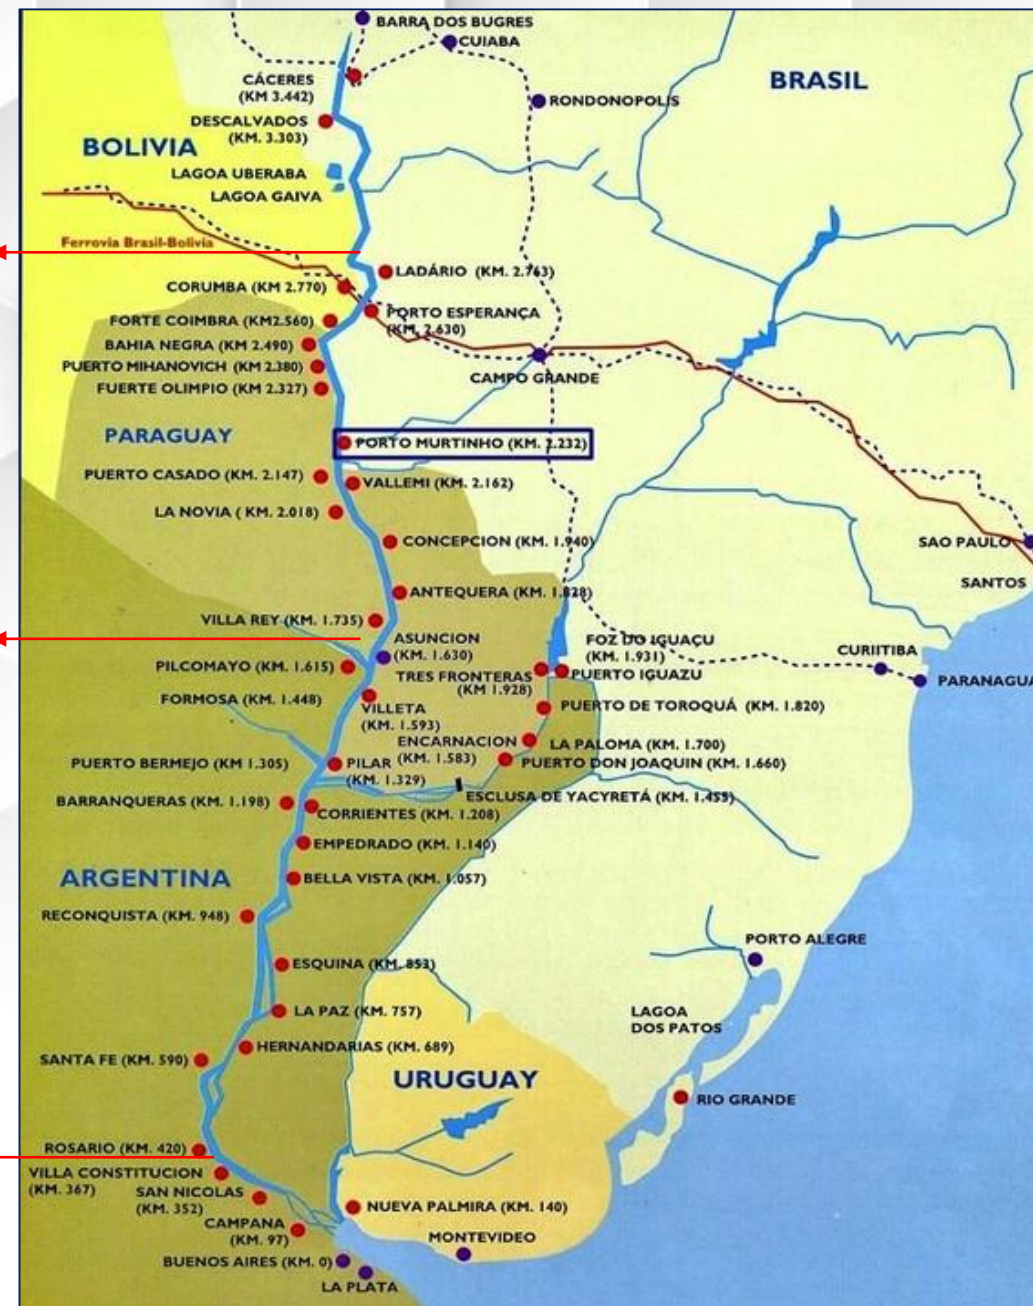 BARRA DOS BUGRES
CUIABA
BRASIL
CÁCERES
(KM 3.442)
RONDONOPOLIS
DESCALVADOS
(KM. 3.303)
BOLIVIA
LAGOA UBERABA
LAGOA GAIVA
Ferrovia Brasil-Bolivia
LADÁRIO (KM. 2.763)
CORUMBA (KM 2.770)
PORTO ESPERANÇA
(KM. 2.630)
FORTE COIMBRA (KM2.560)
BAHIA NEGRA (KM 2.490)
PUERTO MIHANOVICH (KM 2.380)
CAMPO GRANDE
FUERTE OLIMPIO (KM 2.327)
PARAGUAY
PORTO MURTINHO (KM. 2.232)
PUERTO CASADO (KM. 2.147)
VALLEMI (KM. 2.162)
LA NOVIA ( KM. 2.018)
CONCEPCION (KM. 1.940)
SAO PAULO
SANTOS
ANTEQUERA (KM. 1.828)
VILLA REY (KM. 1.735)
ASUNCION
(KM. 1.630)
FOZ DO IGUAÇU
(KM. 1.931)
CURIITIBA
PILCOMAYO (KM. 1.615)
TRES FRONTERAS
(KM 1.928)
PUERTO IGUAZU
PARANAGUA
FORMOSA (KM. 1.448)
VILLETA
(KM. 1.593)
PUERTO DE TOROQUÁ (KM. 1.820)
ENCARNACION
(KM. 1.583)
LA PALOMA (KM. 1.700)
PUERTO BERMEJO (KM 1.305)
PILAR
(KM. 1.329)
PUERTO DON JOAQUIN (KM. 1.660)
ESCLUSA DE YACYRETÁ (KM. 1.455)
BARRANQUERAS (KM. 1.198)
CORRIENTES (KM. 1.208)
EMPEDRADO (KM. 1.140)
ARGENTINA
BELLA VISTA (KM. 1.057)
RECONQUISTA (KM. 948)
PORTO ALEGRE
ESQUINA (KM. 853)
LA PAZ (KM. 757)
LAGOA
DOS PATOS
HERNANDARIAS (KM. 689)
SANTA FE (KM. 590)
URUGUAY
RIO GRANDE
ROSARIO (KM. 420)
VILLA CONSTITUCION
(KM. 367)
SAN NICOLAS
(KM. 352)
NUEVA PALMIRA (KM. 140)
CAMPANA
(KM. 97)
MONTEVIDEO
BUENOS AIRES (KM. 0)
LA PLATA